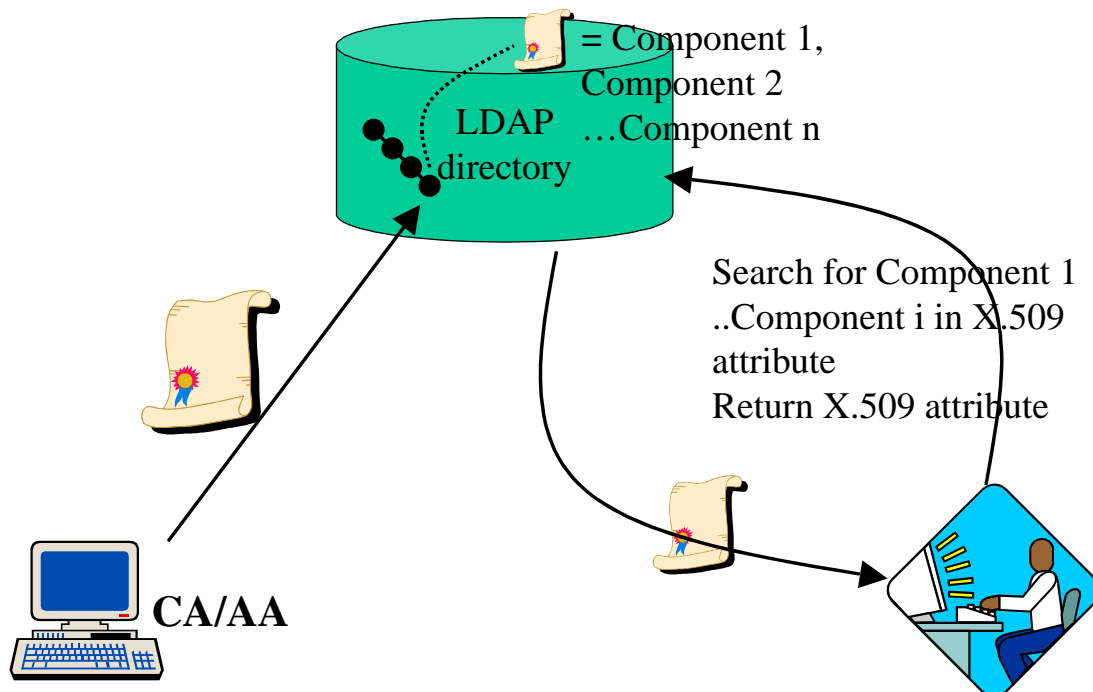 = Component 1,
Component 2
…Component n
LDAP
directory
Search for Component 1
..Component i in X.509
attribute
Return X.509 attribute
CA/AA